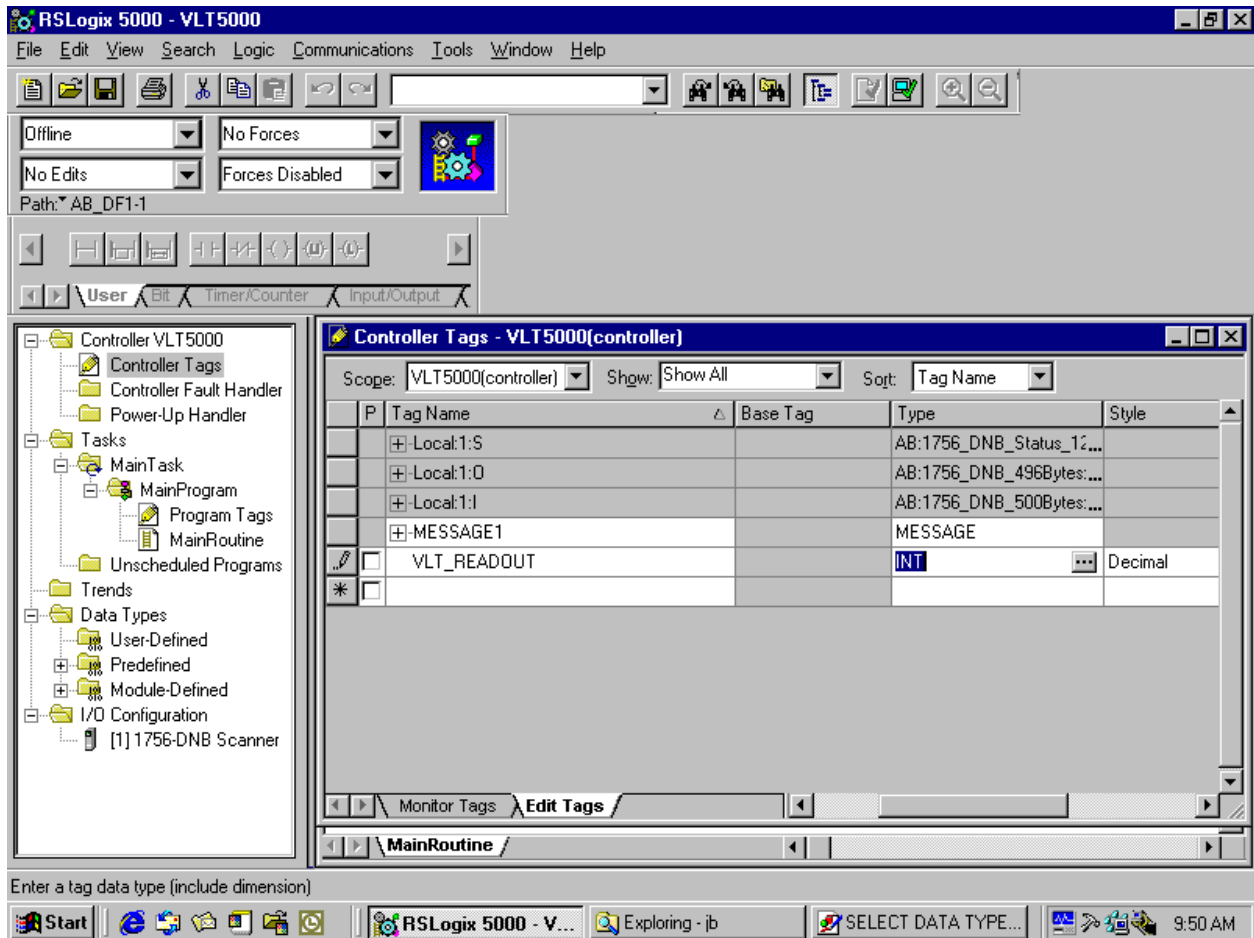 RSLogix 5000 - VLT5000
File Edit View Search Logic Communications Tools Window Help
Offline No Forces
No Edits Forces Disabled
Path: AB_DF1-1
User Bit Timer/Counter Input/Output
Controller VLT5000
Controller Tags
Controller Fault Handler
Power-Up Handler
Tasks
MainTask
MainProgram
Program Tags
MainRoutine
Unscheduled Programs
Trends
Data Types
User-Defined
Predefined
Module-Defined
I/O Configuration
[1] 1756-DNB Scanner
Controller Tags - VLT5000(controller)
Scope: VLT5000(controller) Show: Show All Sort: Tag Name
P Tag Name Base Tag Type Style
Local:1:S AB:1756_DNB_Status_12...
Local:1:O AB:1756_DNB_496Bytes:...
Local:1:I AB:1756_DNB_500Bytes:...
MESSAGE1 MESSAGE
VLT_READOUT INT ... Decimal
Monitor Tags Edit Tags
MainRoutine
Enter a tag data type (include dimension)
Start RSLogix 5000 - V... Exploring - jb SELECT DATA TYPE... 9:50 AM